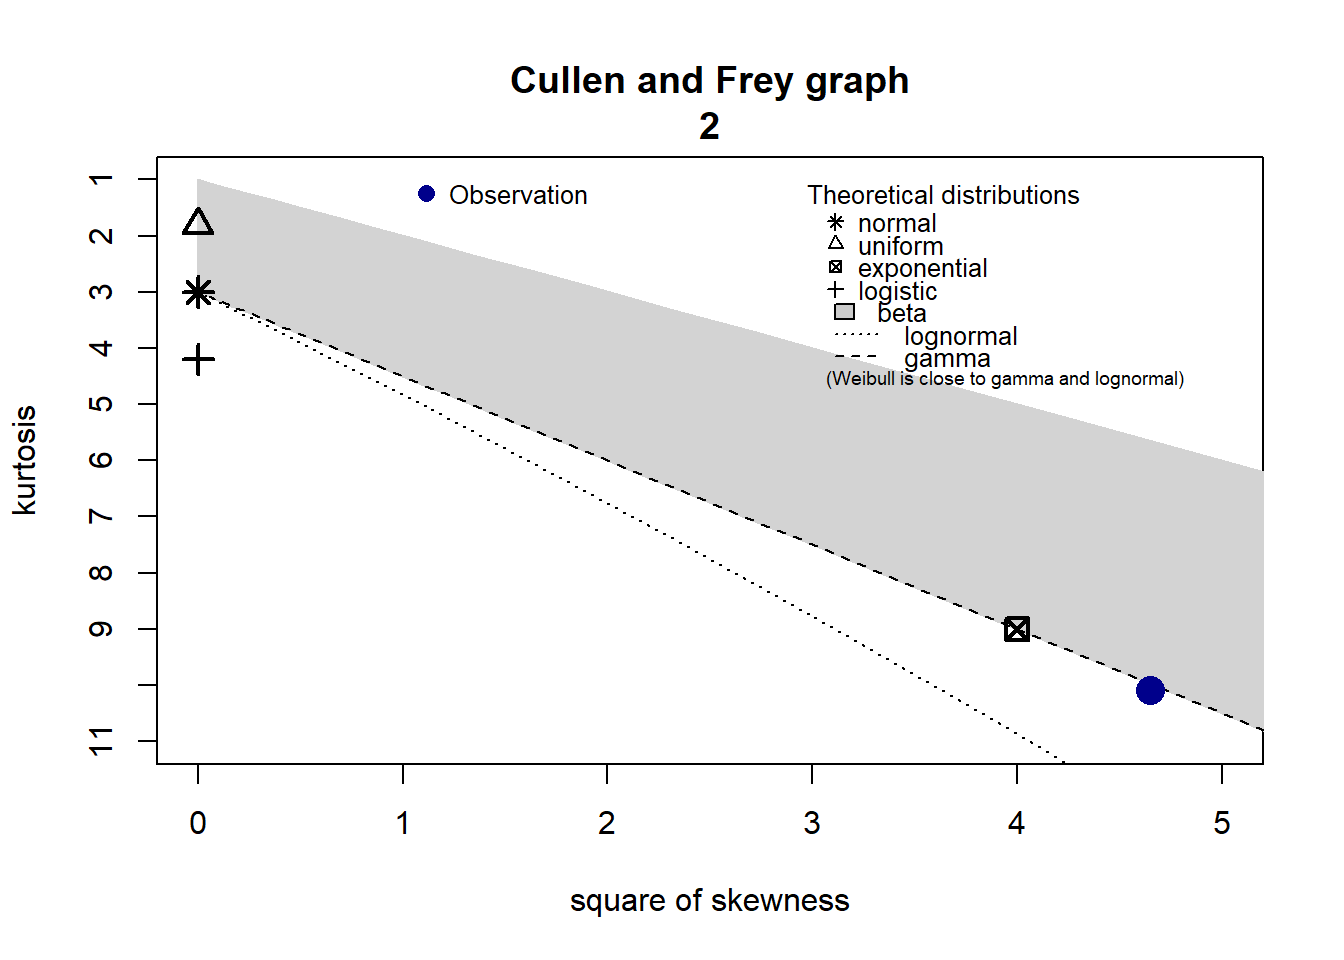 Cullen and Frey graph
2
Observation
Theoretical distributions
normal
uniform
exponential
logistic
beta
lognormal
gamma
(Weibull is close to gamma and lognormal)
kurtosis
1
2
3
4
5
6
7
8
9
11
0 1 2 3 4 5
square of skewness